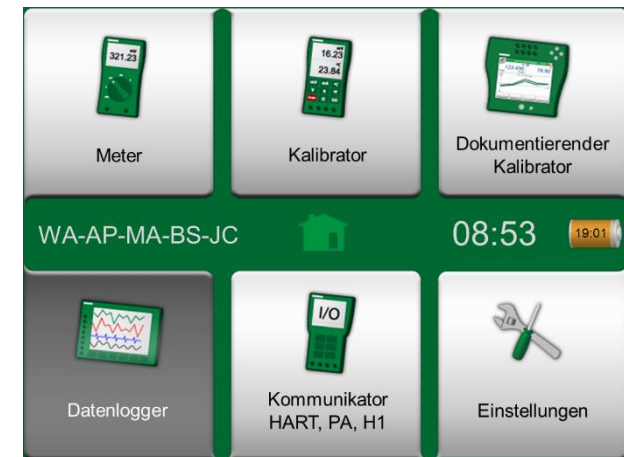 321.23
16.23
23.84
Meter
Kalibrator
Dokumentierender
Kalibrator
WA-AP-MA-BS-JC
08:53
19:01
I/O
Datenlogger
Kommunikator
HART, PA, H1
Einstellungen